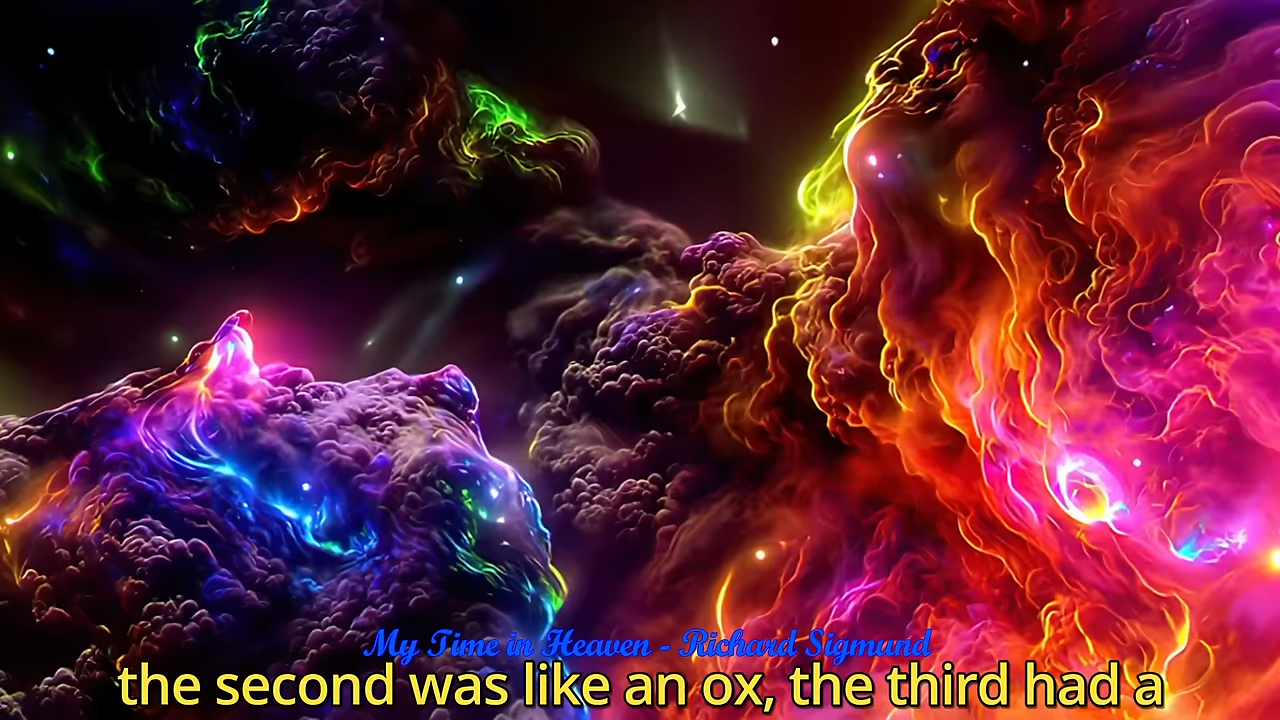 My Time in Heaven - Richard Sigmund
the second was like an ox, the third had a